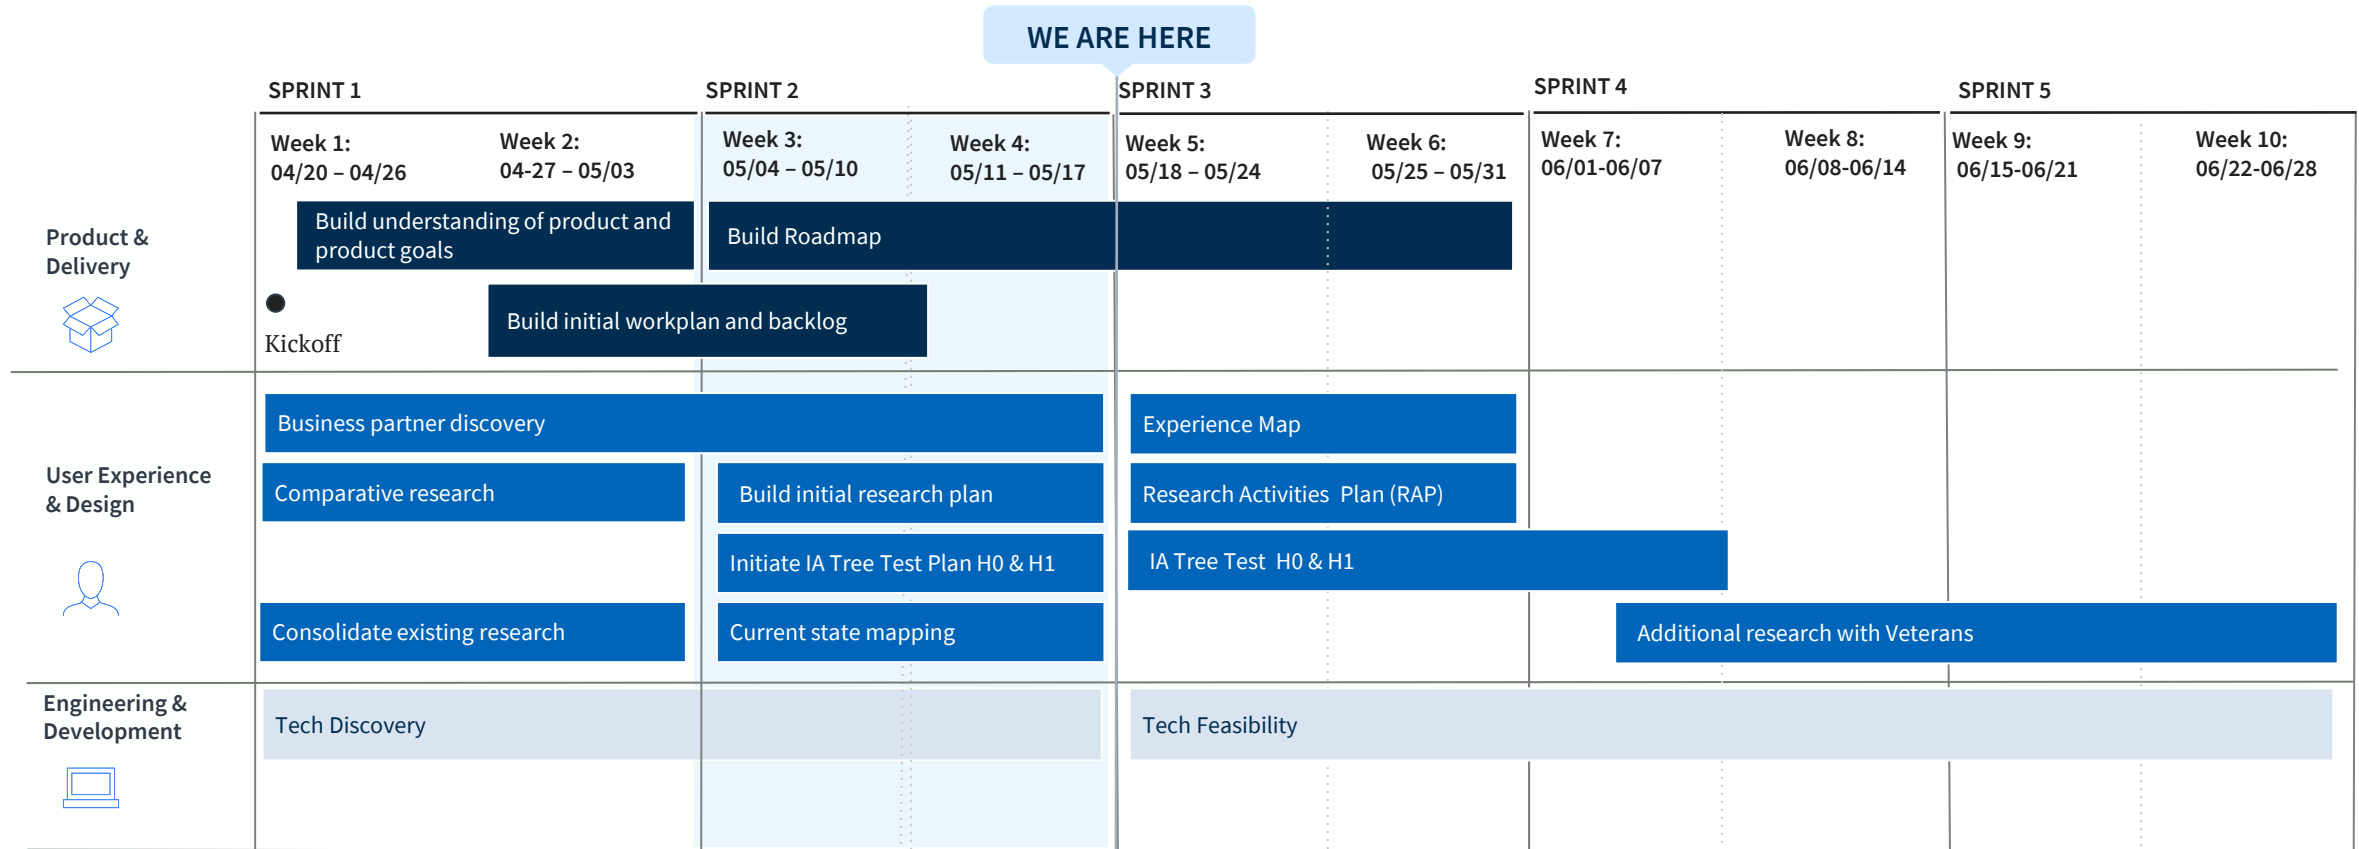 WE ARE HERE
SPRINT 1
SPRINT 2
SPRINT 3
SPRINT 4
SPRINT 5
Week 1:
04/20 – 04/26
Week 2:
04-27 – 05/03
Week 3:
05/04 – 05/10
Week 4:
05/11 – 05/17
Week 5:
05/18 – 05/24
Week 6:
05/25 – 05/31
Week 7:
06/01-06/07
Week 8:
06/08-06/14
Week 9:
06/15-06/21
Week 10:
06/22-06/28
Product &
Delivery
Build understanding of product and
product goals
Build Roadmap
Kickoff
Build initial workplan and backlog
User Experience
& Design
Business partner discovery
Experience Map
Comparative research
Build initial research plan
Research Activities  Plan (RAP)
Initiate IA Tree Test Plan H0 & H1
IA Tree Test  H0 & H1
Consolidate existing research
Current state mapping
Additional research with Veterans
Engineering &
Development
Tech Discovery
Tech Feasibility